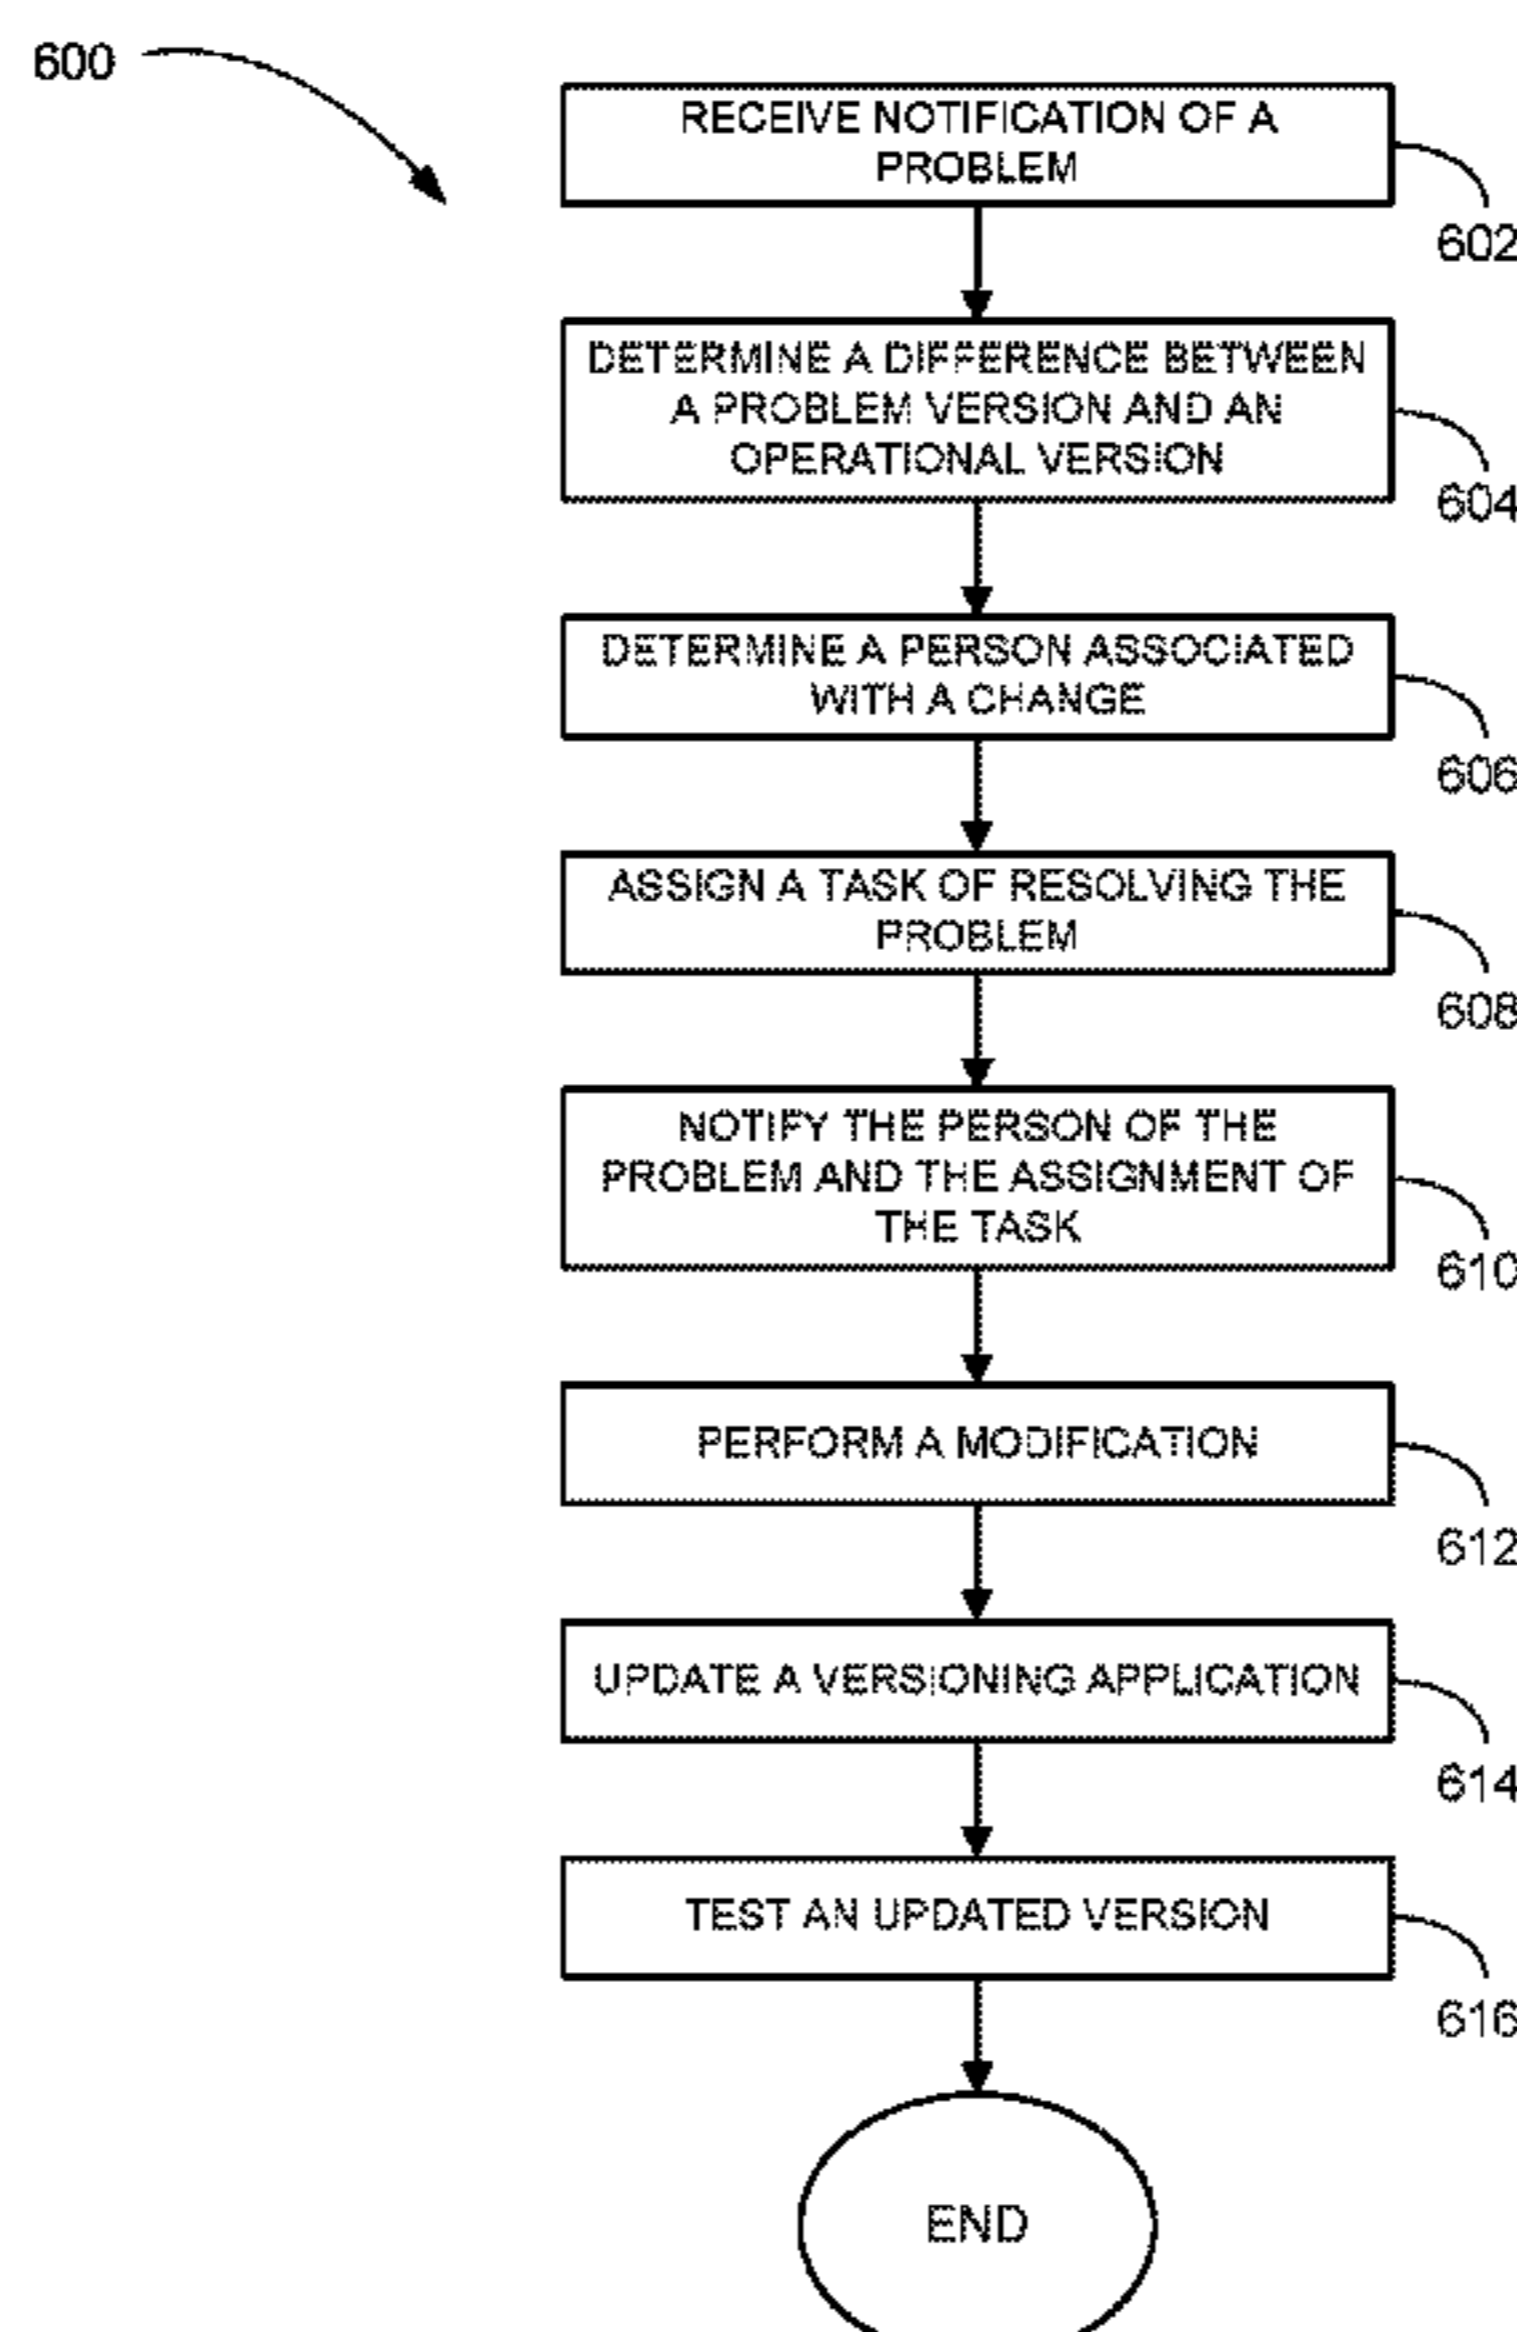 600
RECEIVE NOTIFICATION OF A
PROBLEM
602
DETERMINE A DIFFERENCE BETWEEN
A PROBLEM VERSION AND AN
OPERATIONAL VERSION
604
DETERMINE A PERSON ASSOCIATED
WITH A CHANGE
606
ASSIGN A TASK OF RESOLVING THE
PROBLEM
608
NOTIFY THE PERSON OF THE
PROBLEM AND THE ASSIGNMENT OF
THE TASK
610
PERFORM A MODIFICATION
612
UPDATE A VERSIONING APPLICATION
614
TEST AN UPDATED VERSION
616
END